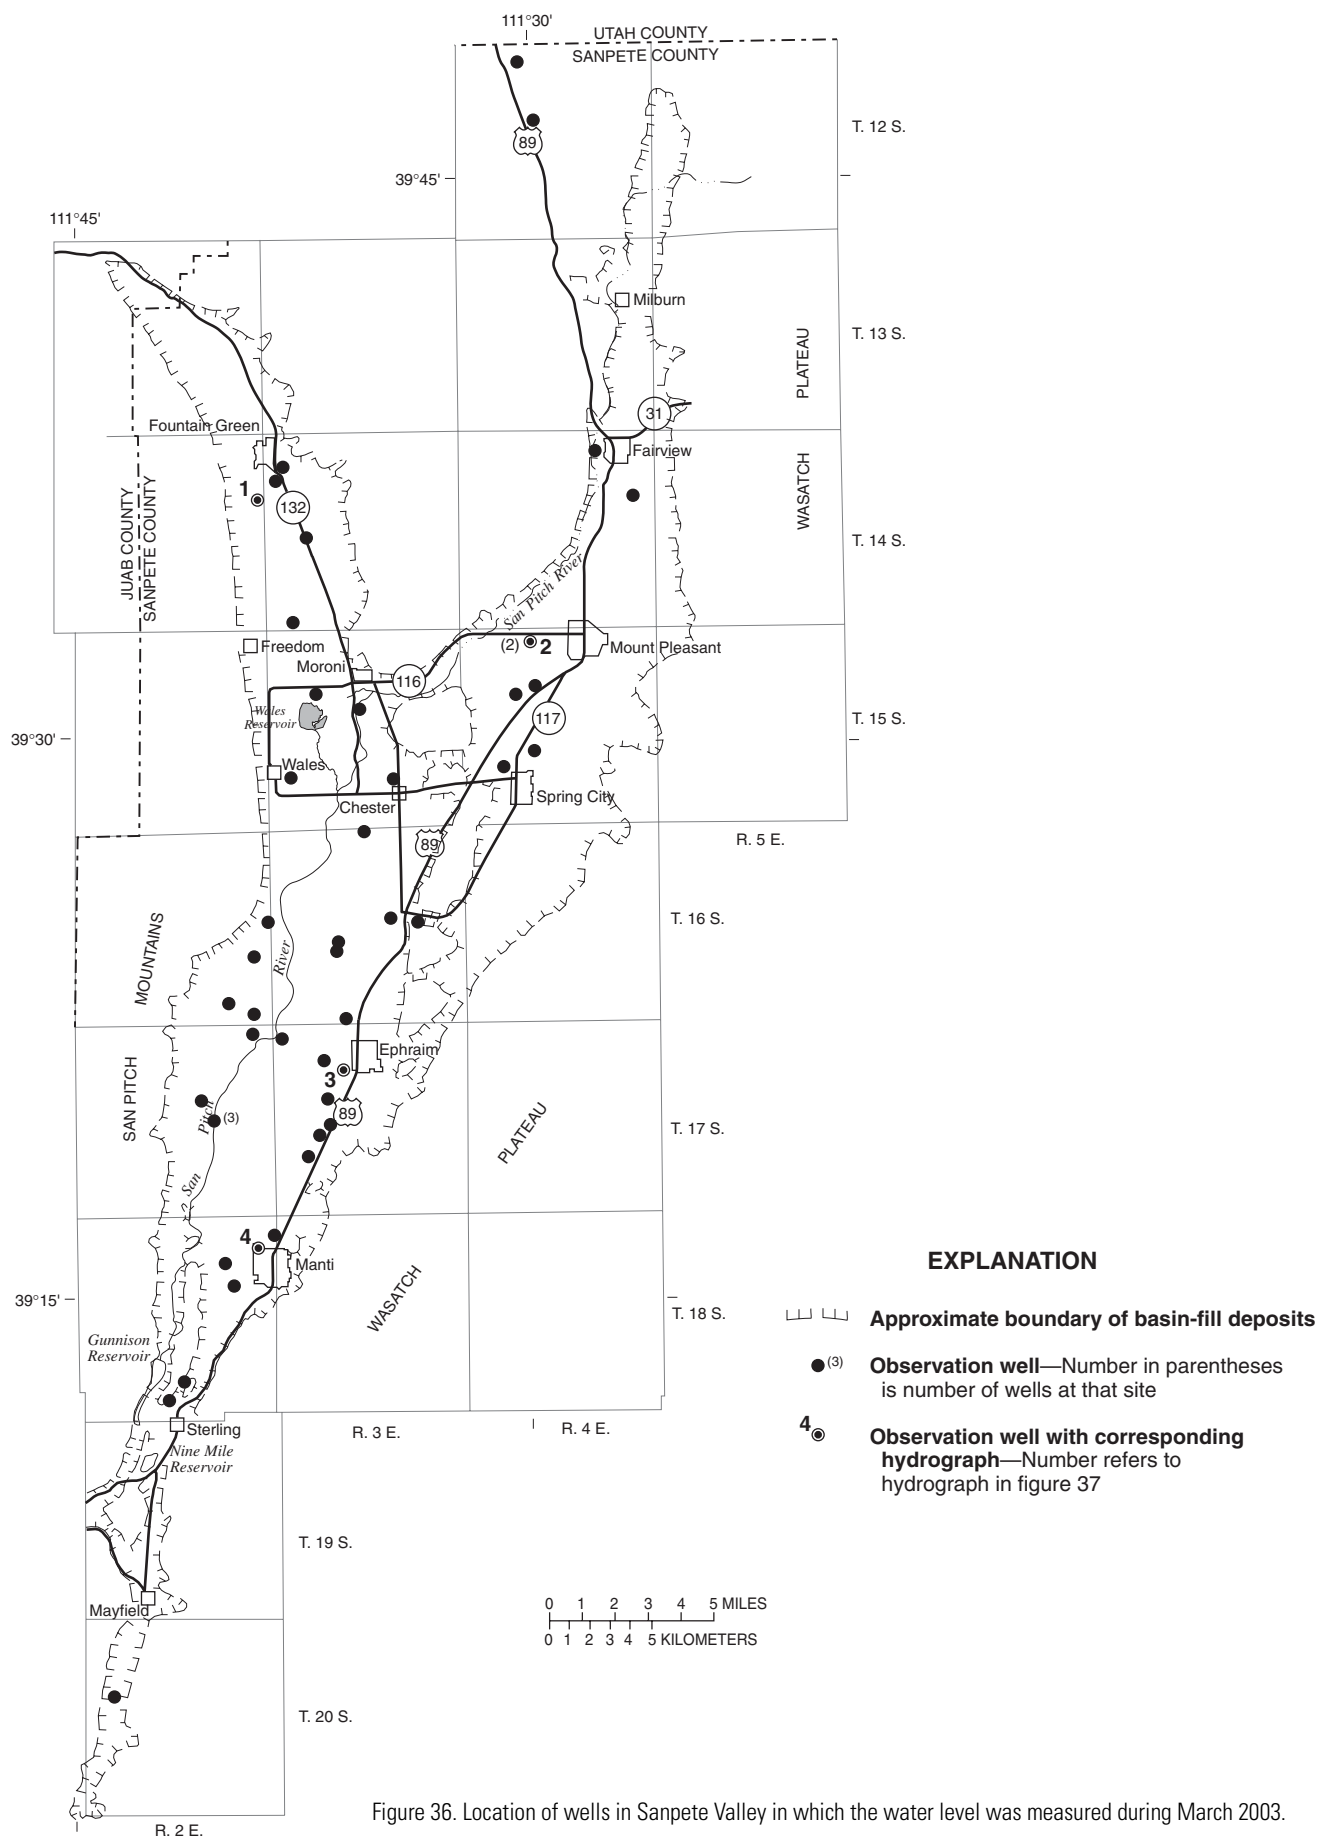 111°30'
UTAH COUNTY
SANPETE COUNTY
T. 12 S.
89
39°45'
111°45'
Milburn
T. 13 S.
PLATEAU
31
Fountain Green
Fairview
WASATCH
1
132
JUAB COUNTY
SANPETE COUNTY
T. 14 S.
San Pitch River
Freedom
(2) 2
Mount Pleasant
Moroni
116
Wales
Reservoir
117
T. 15 S.
39°30'
Wales
Chester
Spring City
89
R. 5 E.
T. 16 S.
MOUNTAINS
River
Ephraim
3
SAN PITCH
89
Pitch
(3)
PLATEAU
T. 17 S.
San
4
Manti
WASATCH
39°15'
T. 18 S.
Gunnison
Reservoir
Sterling
R. 3 E.
R. 4 E.
Nine Mile
Reservoir
T. 19 S.
Mayfield
T. 20 S.
R. 2 E.
EXPLANATION
Approximate boundary of basin-fill deposits
(3) Observation well—Number in parentheses
is number of wells at that site
4 Observation well with corresponding
hydrograph—Number refers to
hydrograph in figure 37
0 1 2 3 4 5 MILES
0 1 2 3 4 5 KILOMETERS
Figure 36. Location of wells in Sanpete Valley in which the water level was measured during March 2003.